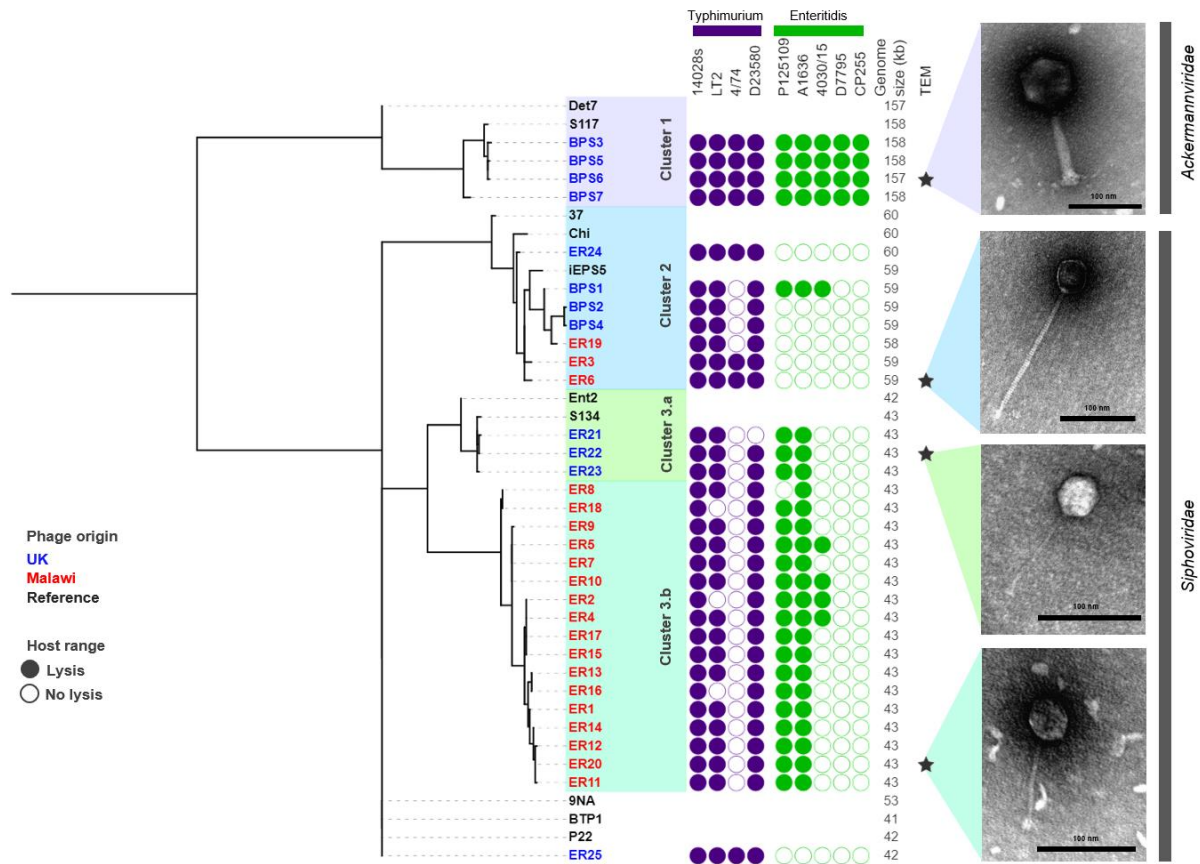 Typhimurium Enteritidis
14028s LT2 4/74 D23580 P125109 A1636 4030/15 D7795 CP255 Genome size (kb) TEM
Det7 157
S117 158
BPS3 158
BPS5 158
BPS6 157
BPS7 158
Cluster 1
37 60
Chi 60
ER24 60
iEPS5 59
BPS1 59
BPS2 59
BPS4 59
ER19 58
ER3 59
ER6 59
Cluster 2
Ent2 42
S134 43
ER21 43
ER22 43
ER23 43
Cluster 3.a
ER8 43
ER18 43
ER9 43
ER5 43
ER7 43
ER10 43
ER2 43
ER4 43
ER17 43
ER15 43
ER13 43
ER16 43
ER1 43
ER14 43
ER12 43
ER20 43
ER11 43
Cluster 3.b
9NA 53
BTP1 41
P22 42
ER25 42
Phage origin
UK
Malawi
Reference
Host range
Lysis
No lysis
100 nm
100 nm
100 nm
100 nm
Ackermannviridae
Siphoviridae